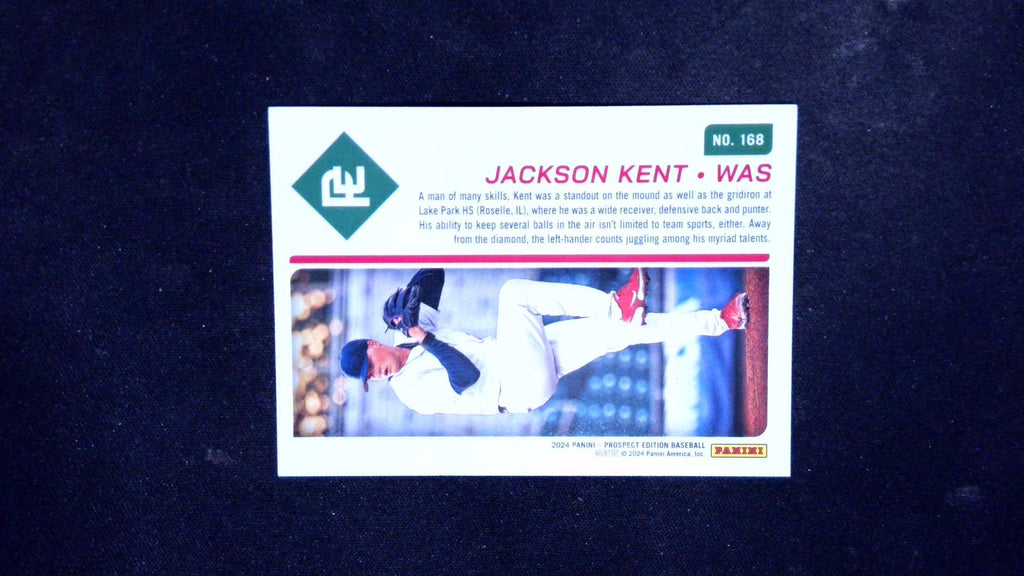 NO. 168
PE
JACKSON KENT • WAS
A man of many skills, Kent was a standout on the mound as well as the gridiron at
Lake Park HS (Roselle, IL), where he was a wide receiver, defensive back and punter.
His ability to keep several balls in the air isn't limited to team sports, either. Away
from the diamond, the left-hander counts juggling among his myriad talents.
2024 PANINI – PROSPECT EDITION BASEBALL
© 2024 Panini America, Inc.
PANINI